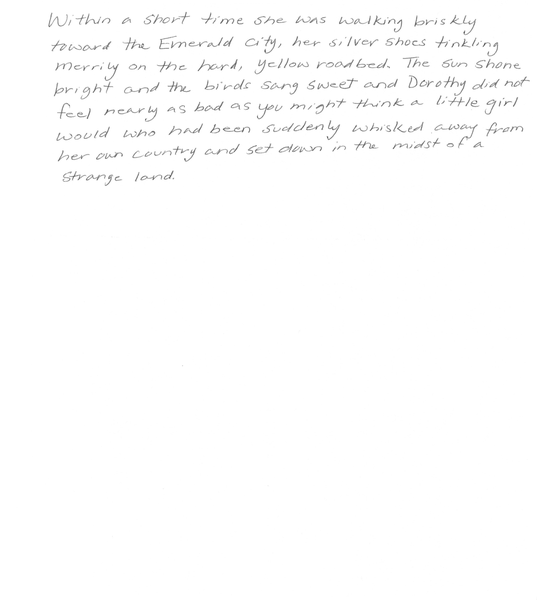 Within a short time she was walking briskly
toward the Emerald City, her silver shoes tinkling
merrily on the hard, yellow roadbed. The sun shone
bright and the birds sang sweet and Dorothy did not
feel nearly as bad as you might think a little girl
would who had been suddenly whisked away from
her own country and set down in the midst of a
strange land.